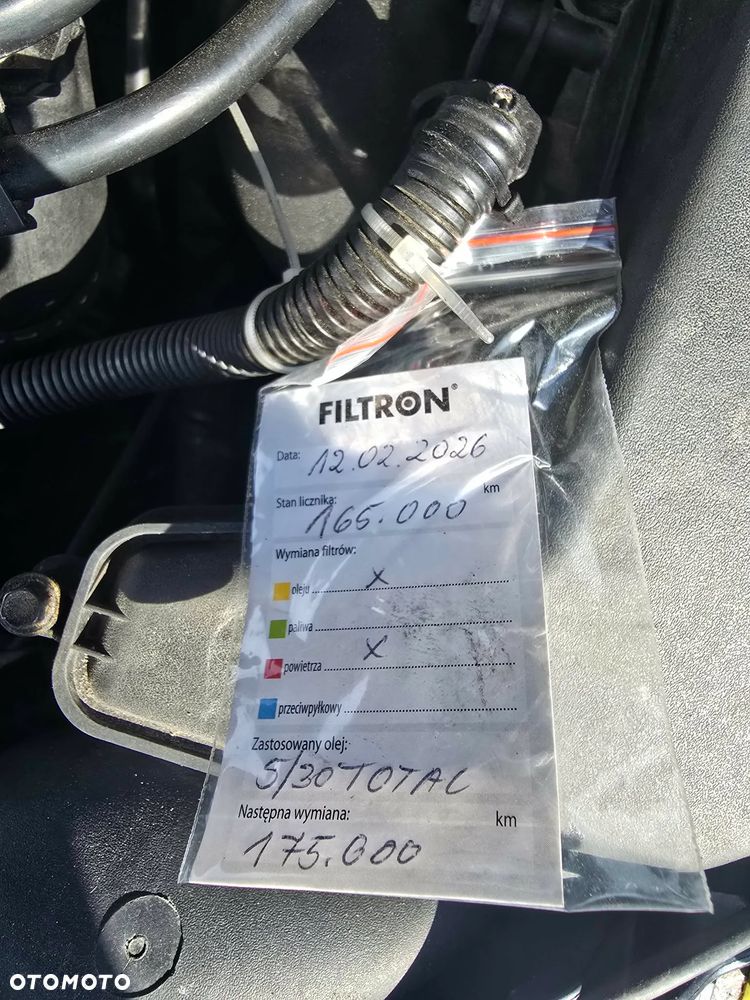 FILTRON®
Data: 12.02.2026
Stan licznika: 165.000 km
Wymiana filtrów:
oleju x
paliwa
powietrza x
przeciwpyłkowy
Zastosowany olej:
5/30 TOTAL
Następna wymiana: km
175.000
OTOMOTO